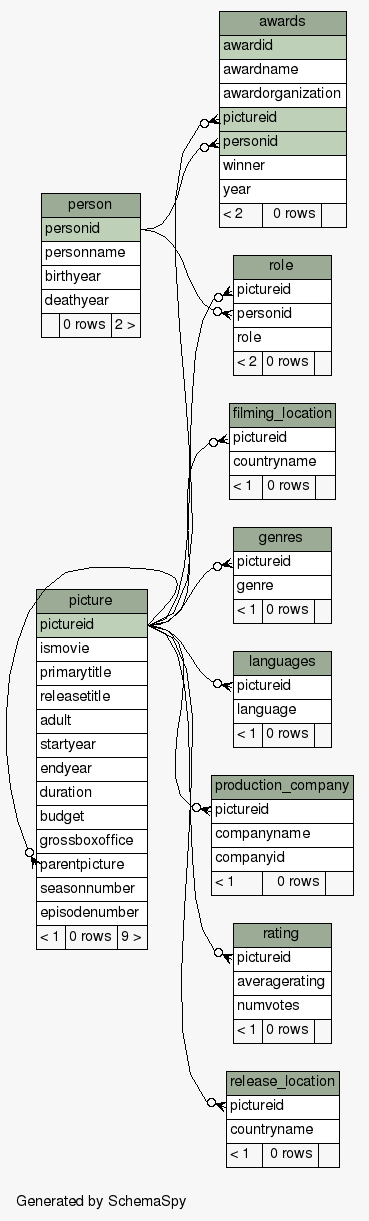 awards
awardid
awardname
awardorganization
pictureid
personid
winner
year
< 2 0 rows
person
personid
personname
birthyear
deathyear
0 rows 2 >
role
pictureid
personid
role
< 2 0 rows
filming_location
pictureid
countryname
< 1 0 rows
genres
pictureid
genre
< 1 0 rows
picture
pictureid
ismovie
primarytitle
releasetitle
adult
startyear
endyear
duration
budget
grossboxoffice
parentpicture
seasonnumber
episodenumber
< 1 0 rows 9 >
languages
pictureid
language
< 1 0 rows
production_company
pictureid
companyname
companyid
< 1 0 rows
rating
pictureid
averagerating
numvotes
< 1 0 rows
release_location
pictureid
countryname
< 1 0 rows
Generated by SchemaSpy